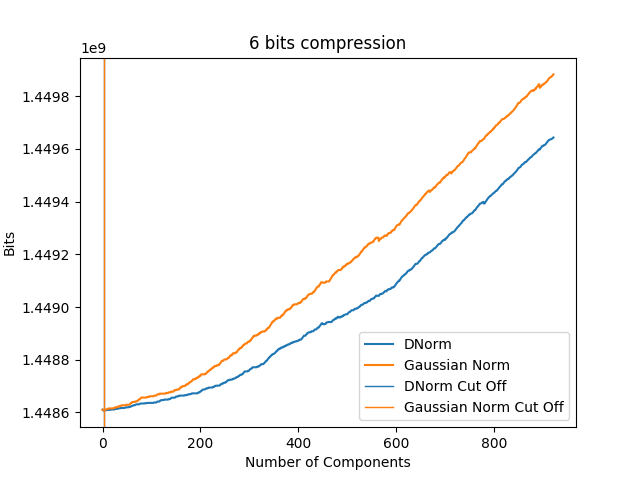 6 bits compression
1e9
1.4498
1.4496
1.4494
1.4492
1.4490
1.4488
1.4486
Bits
0 200 400 600 800
Number of Components
DNorm
Gaussian Norm
DNorm Cut Off
Gaussian Norm Cut Off